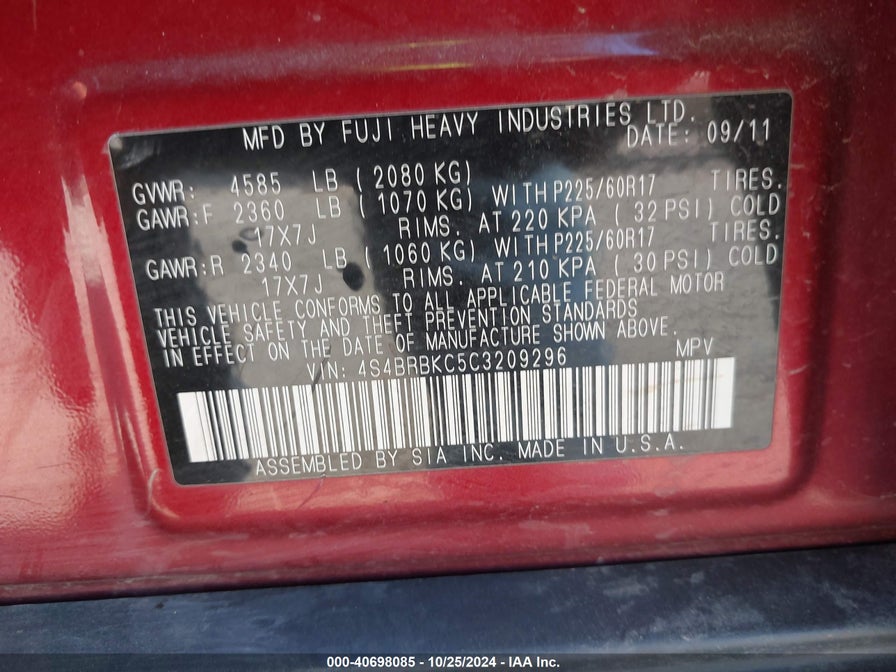 MFD BY FUJI HEAVY INDUSTRIES LTD.
DATE: 09/11
GVWR: 4585 LB ( 2080 KG)
GAWR:F 2360 LB ( 1070 KG) WITH P225/60R17 TIRES.
17X7J RIMS. AT 220 KPA ( 32 PSI) COLD
GAWR:R 2340 LB ( 1060 KG) WITH P225/60R17 TIRES.
17X7J RIMS. AT 210 KPA ( 30 PSI) COLD
THIS VEHICLE CONFORMS TO ALL APPLICABLE FEDERAL MOTOR
VEHICLE SAFETY AND THEFT PREVENTION STANDARDS
IN EFFECT ON THE DATE OF MANUFACTURE SHOWN ABOVE.
VIN: 4S4BRBKC5C3209296 MPV
ASSEMBLED BY SIA INC. MADE IN U.S.A.
000-40698085 - 10/25/2024 - IAA Inc.